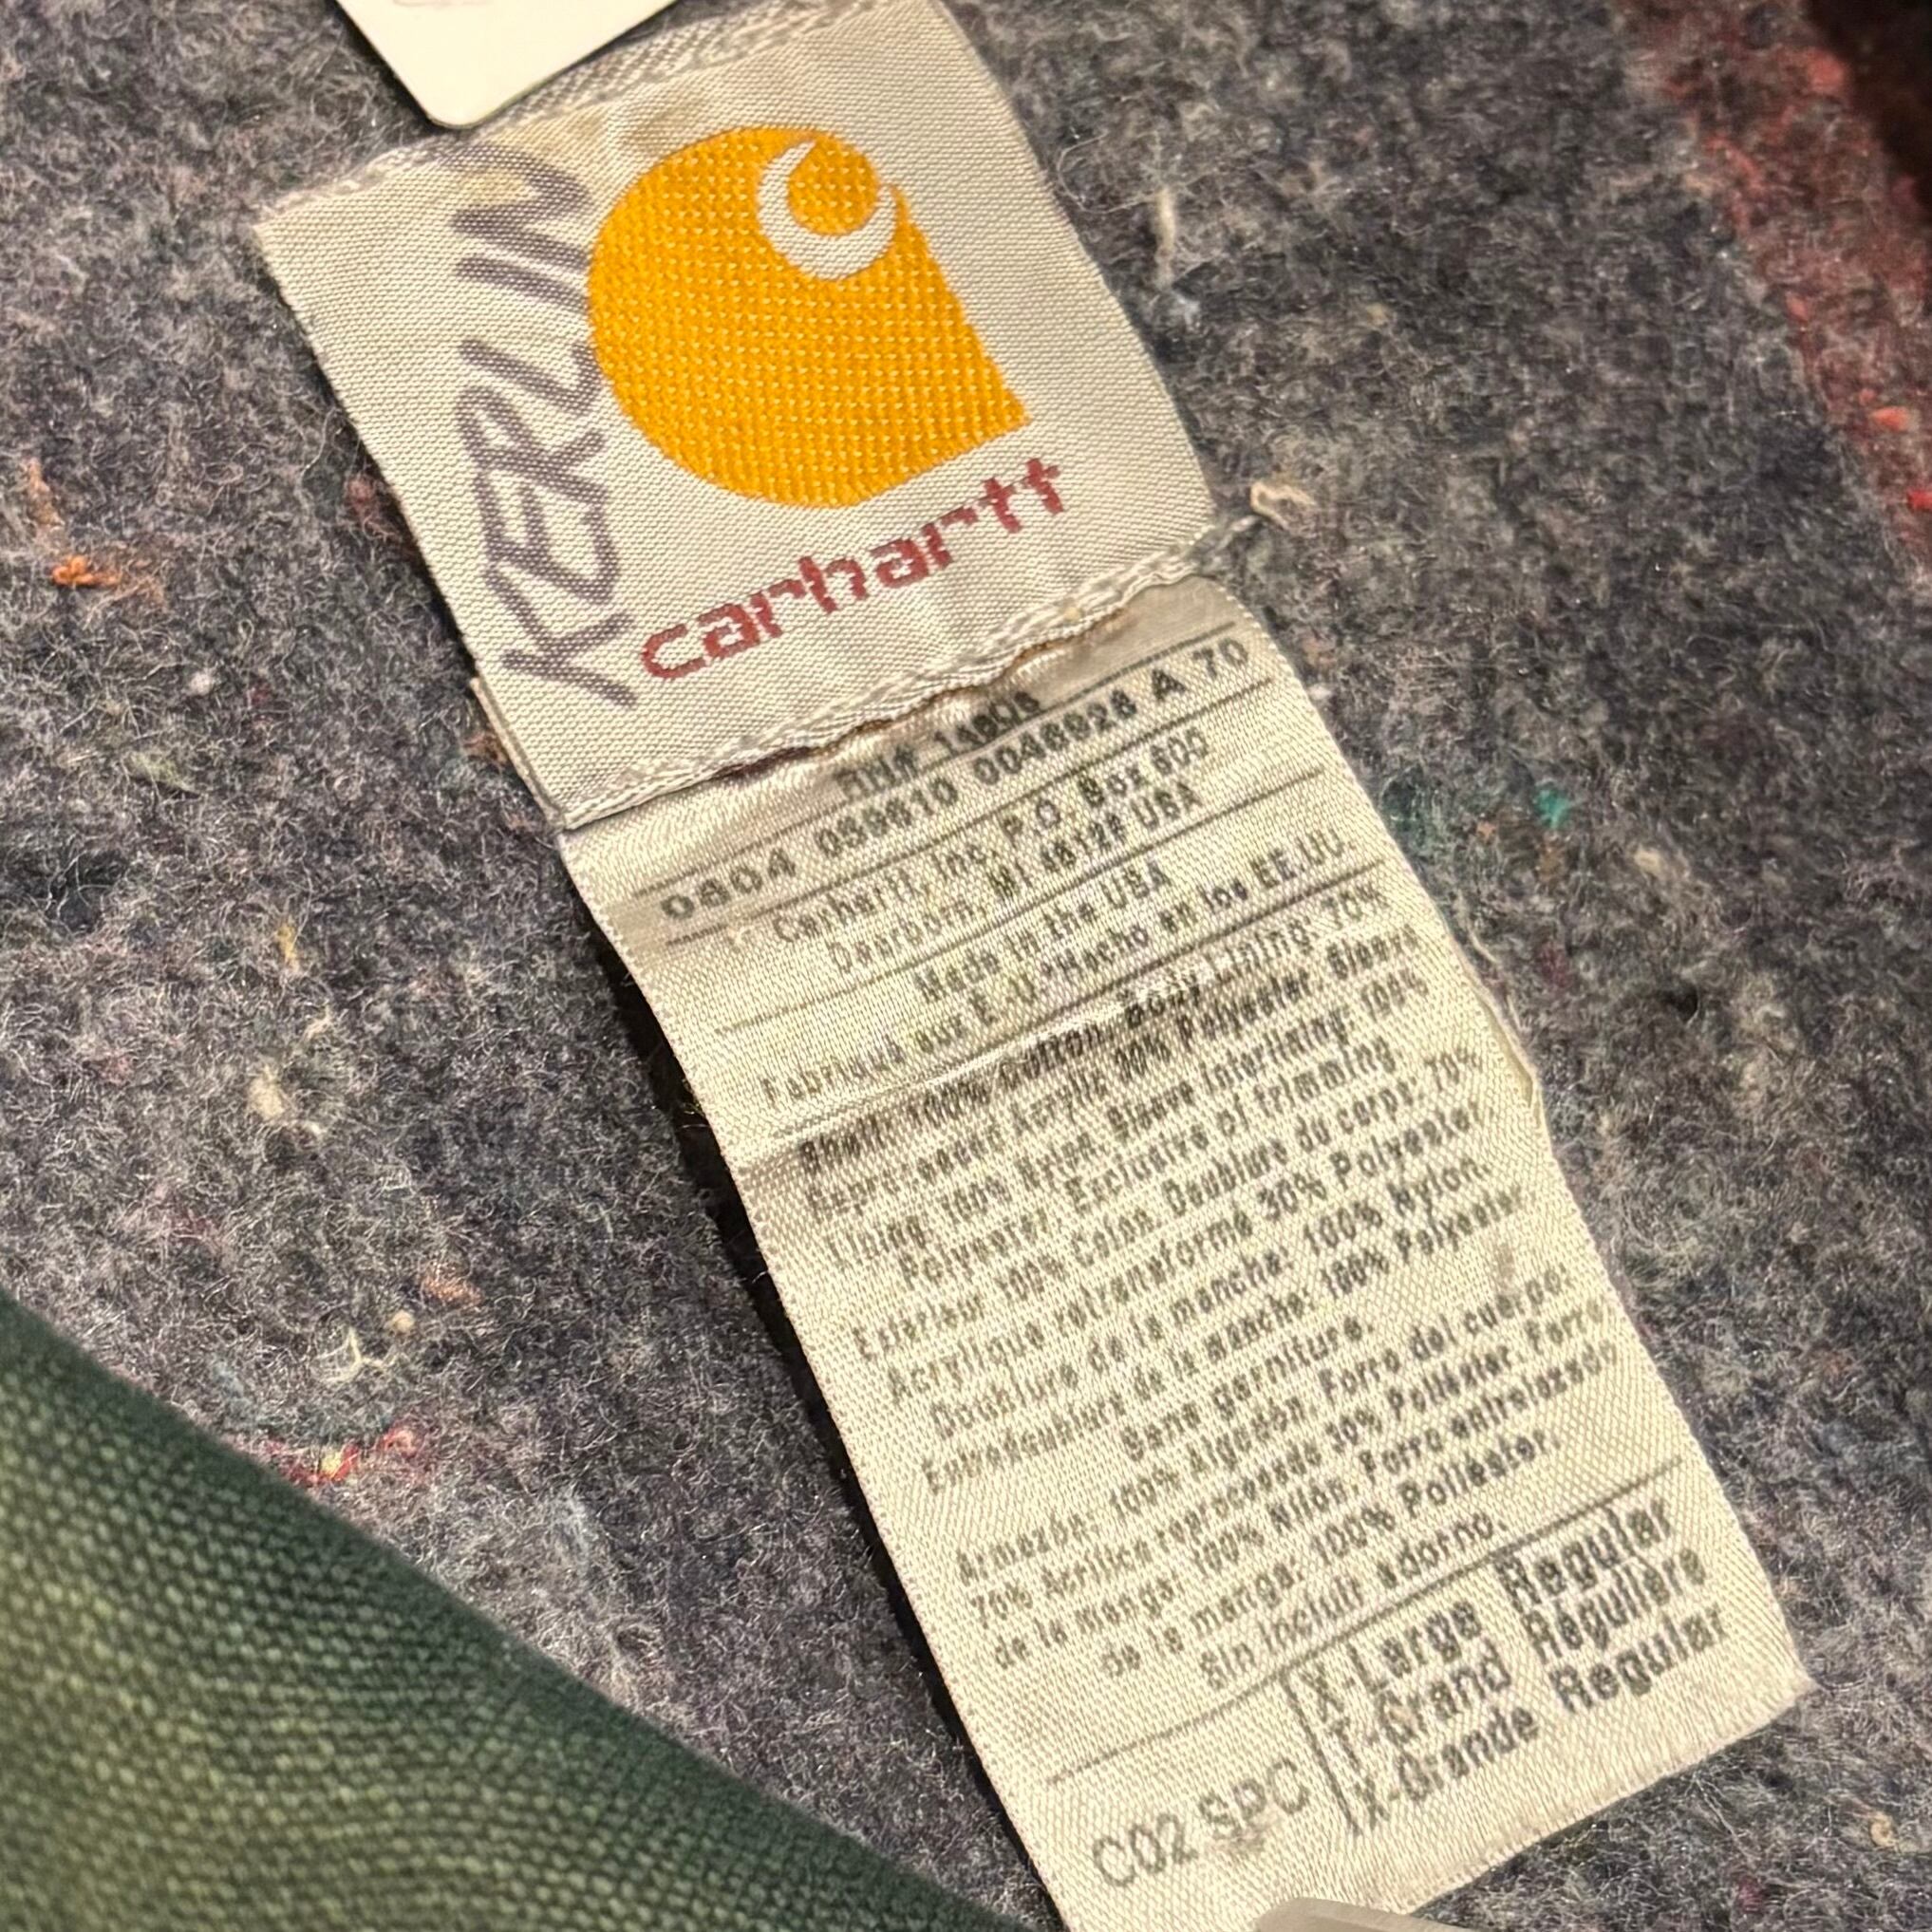 KERLIN
carhartt
RN# 14806
0804 059610 0046926 A 70
Carhartt, Inc. P.O. Box 600
Dearborn, MI 48121 USA
Made in the USA
Fabriqué aux E.-U. Hecho en los EE.UU.
Shell: 100% Cotton. Body Lining: 70%
Reprocessed Acrylic 30% Polyester. Sleeve
Lining: 100% Nylon. Sleeve Interlining: 100%
Polyester. Exclusive of trimming.
Extérieur 100% Coton. Doublure du corps: 70%
Acrylique retransformé 30% Polyester.
Doublure de la manche: 100% Nylon.
Entredoublure de la manche: 100% Polyester
Sans garniture.
Armazón: 100% Algodón. Forro del cuerpo:
70% Acrílico reprocesado 30% Poliéster. Forro
de la manga: 100% Nilón. Forro entrelazado
de la manga: 100% Poliéster.
Sin incluir adorno.
C02 SPC
X-Large Regular
T-Grand Régulière
X-Grande Regular